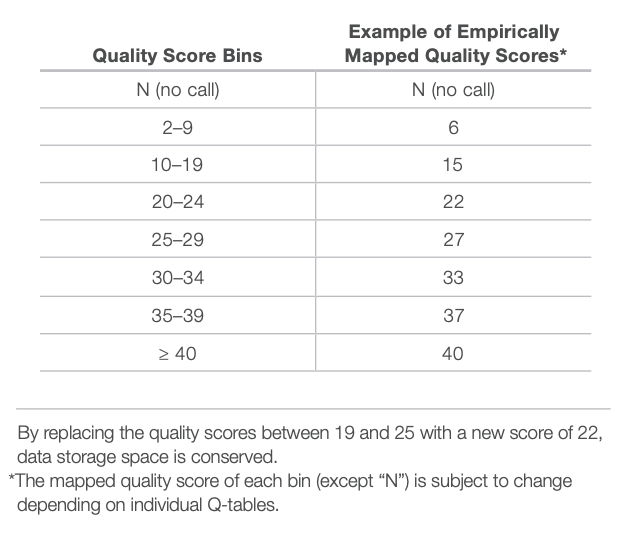 Quality Score Bins Example of Empirically
Mapped Quality Scores*
N (no call) N (no call)
2–9 6
10–19 15
20–24 22
25–29 27
30–34 33
35–39 37
≥ 40 40
By replacing the quality scores between 19 and 25 with a new score of 22,
data storage space is conserved.
*The mapped quality score of each bin (except “N”) is subject to change
depending on individual Q-tables.